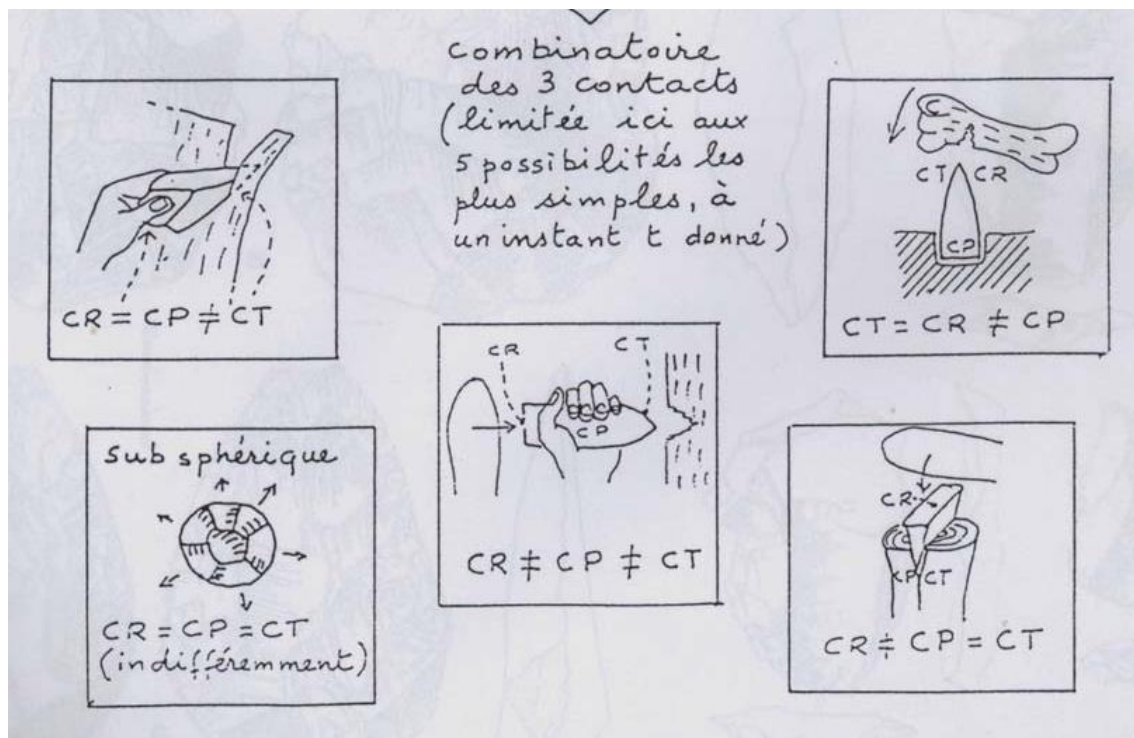 combinatoire
des 3 contacts
(limitée ici aux
5 possibilités les
plus simples, à
un instant t donné)
CR = CP ≠ CT
CT CR
CP
CT = CR ≠ CP
CR CT
CP
CR ≠ CP ≠ CT
Sub sphérique
CR = CP = CT
(indifféremment)
CR
CP CT
CR ≠ CP = CT